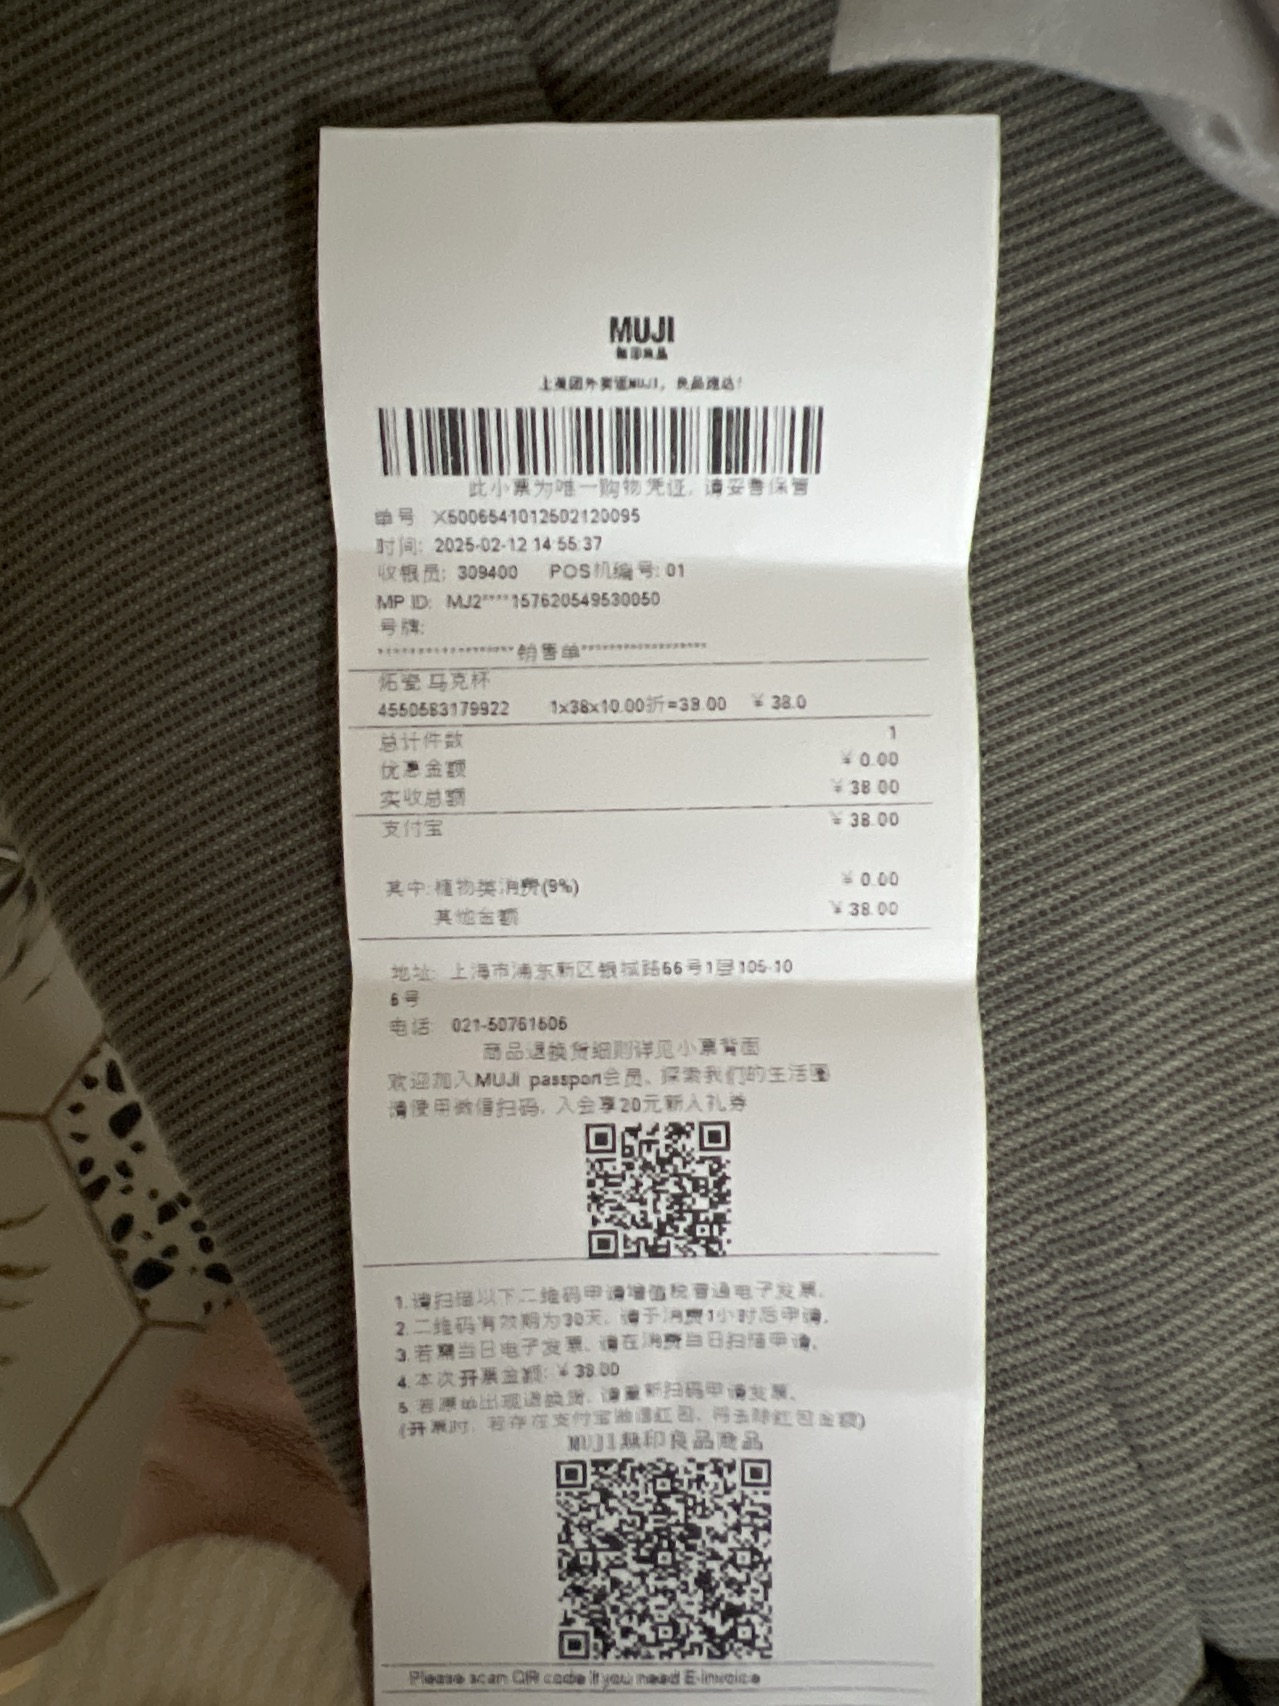 MUJI
無印良品
上美团外卖逛MUJI，良品速达！
此小票为唯一购物凭证，请妥善保管
单号 X5006541012502120095
时间: 2025-02-12 14:55:37
收银员: 309400 POS机编号: 01
MP ID: MJ2****157620549530050
号牌:
销售单
炻瓷 马克杯
4550583179922 1x38x10.00折=38.00 ¥ 38.0
总计件数 1
优惠金额 ¥ 0.00
实收总额 ¥ 38.00
支付宝 ¥ 38.00
其中: 植物类消费(9%) ¥ 0.00
其他金额 ¥ 38.00
地址: 上海市浦东新区银城路66号1层105-10
6号
电话: 021-50761506
商品退换货细则详见小票背面
欢迎加入MUJI passport会员、探索我们的生活圈
请使用微信扫码, 入会享20元新人礼券
1.请扫描以下二维码申请增值税普通电子发票。
2.二维码有效期为30天、请于消费1小时后申请。
3.若需当日电子发票、请在消费当日扫描申请。
4.本次开票金额: ¥ 38.00
5.若原单出现退换货, 请重新扫码申请发票。
(开票时, 若存在支付宝微信红包, 将去除红包金额)
MUJI無印良品商品
Please scan QR code if you need E-Invoice